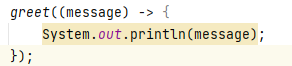 greet((message) -> {
    System.out.println(message);
});